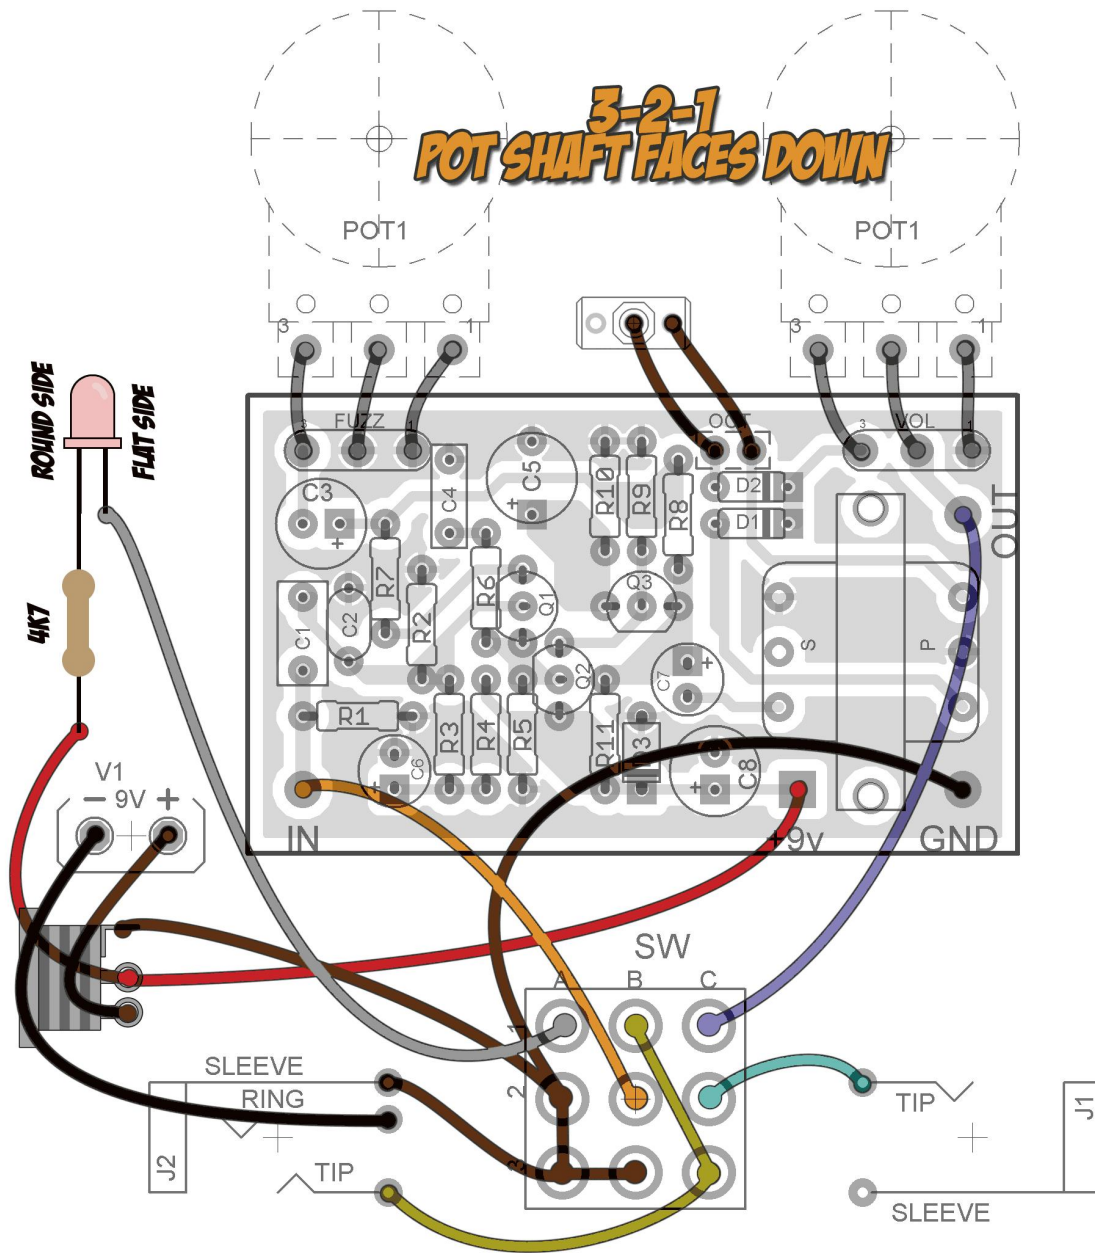 3-2-1
POT SHAFT FACES DOWN
POT1
POT1
3
1
3
1
ROUND SIDE
FLAT SIDE
4K7
FUZZ
3
1
OCT
VOL
3
1
C3
+
C4
C5
+
R10
R9
R8
D2
D1
OUT
R7
R2
R6
Q1
Q3
C1
C2
Q2
C7
+
S
P
R1
R3
R4
R5
R11
D3
C6
+
C8
+
IN
+9v
GND
V1
- 9V +
SW
A
B
C
1
2
3
SLEEVE
RING
TIP
J2
TIP
J1
SLEEVE